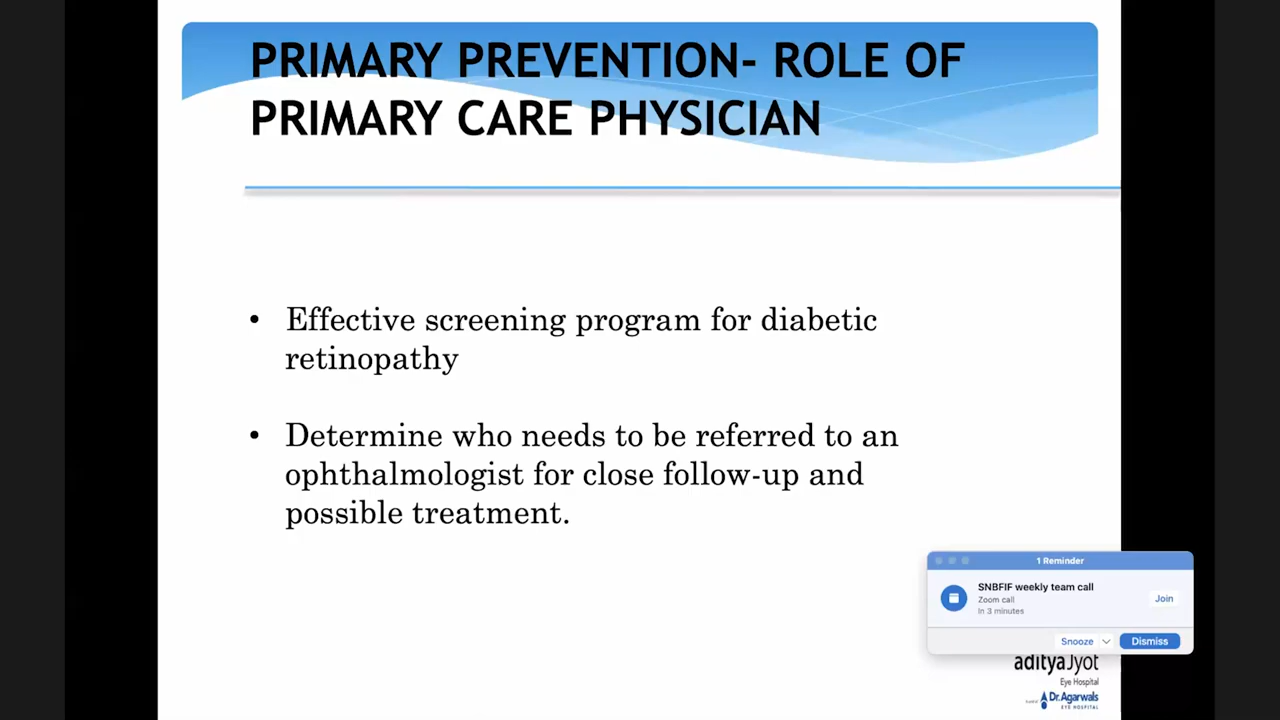 PRIMARY PREVENTION- ROLE OF
PRIMARY CARE PHYSICIAN
• Effective screening program for diabetic
retinopathy
• Determine who needs to be referred to an
ophthalmologist for close follow-up and
possible treatment.
1 Reminder
SNBFIF weekly team call
Zoom call
In 3 minutes
Join
Snooze
Dismiss
adityaJyot
Eye Hospital
Dr.Agarwals
EYE HOSPITAL